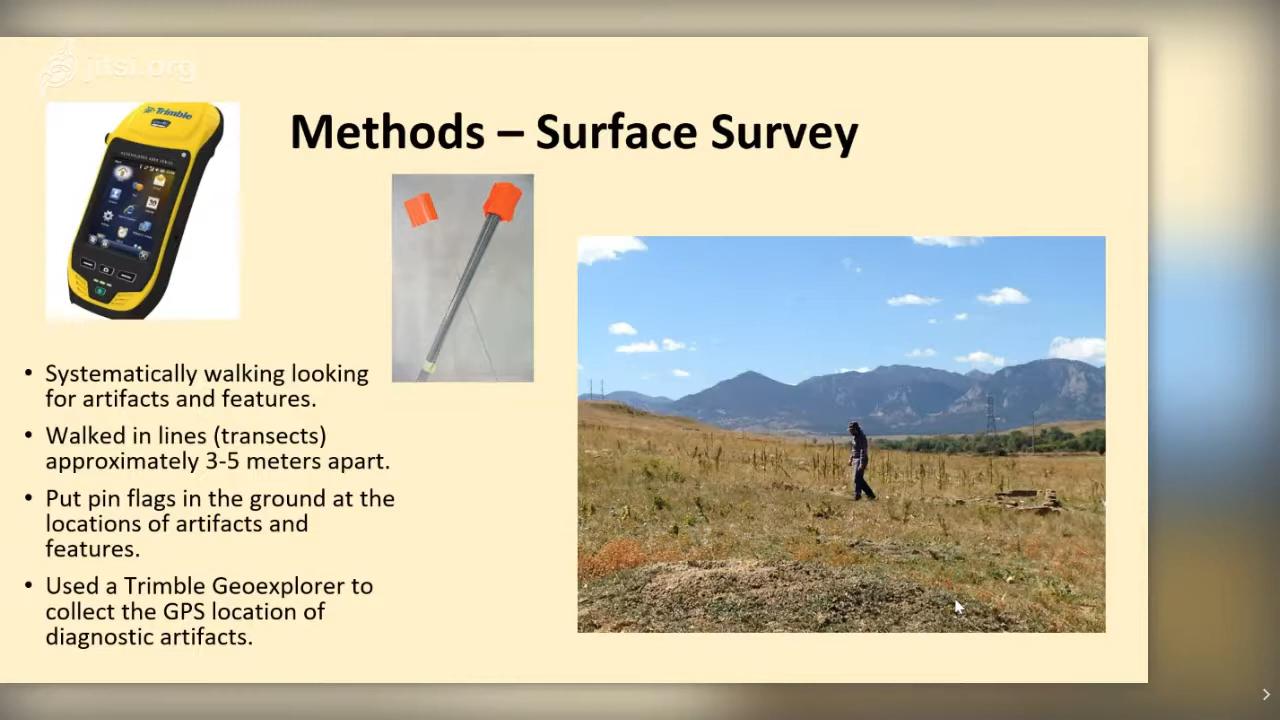 jitsi.org
Trimble
Methods – Surface Survey
• Systematically walking looking
for artifacts and features.
• Walked in lines (transects)
approximately 3-5 meters apart.
• Put pin flags in the ground at the
locations of artifacts and
features.
• Used a Trimble Geoexplorer to
collect the GPS location of
diagnostic artifacts.